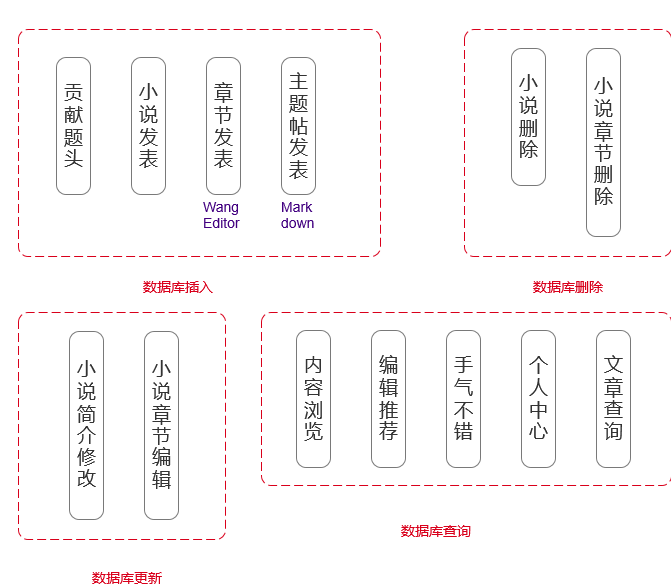 贡献题头
小说发表
章节发表
主题帖发表
Wang
Editor
Mark
down
数据库插入
小说删除
小说章节删除
数据库删除
小说简介修改
小说章节编辑
数据库更新
内容浏览
编辑推荐
手气不错
个人中心
文章查询
数据库查询